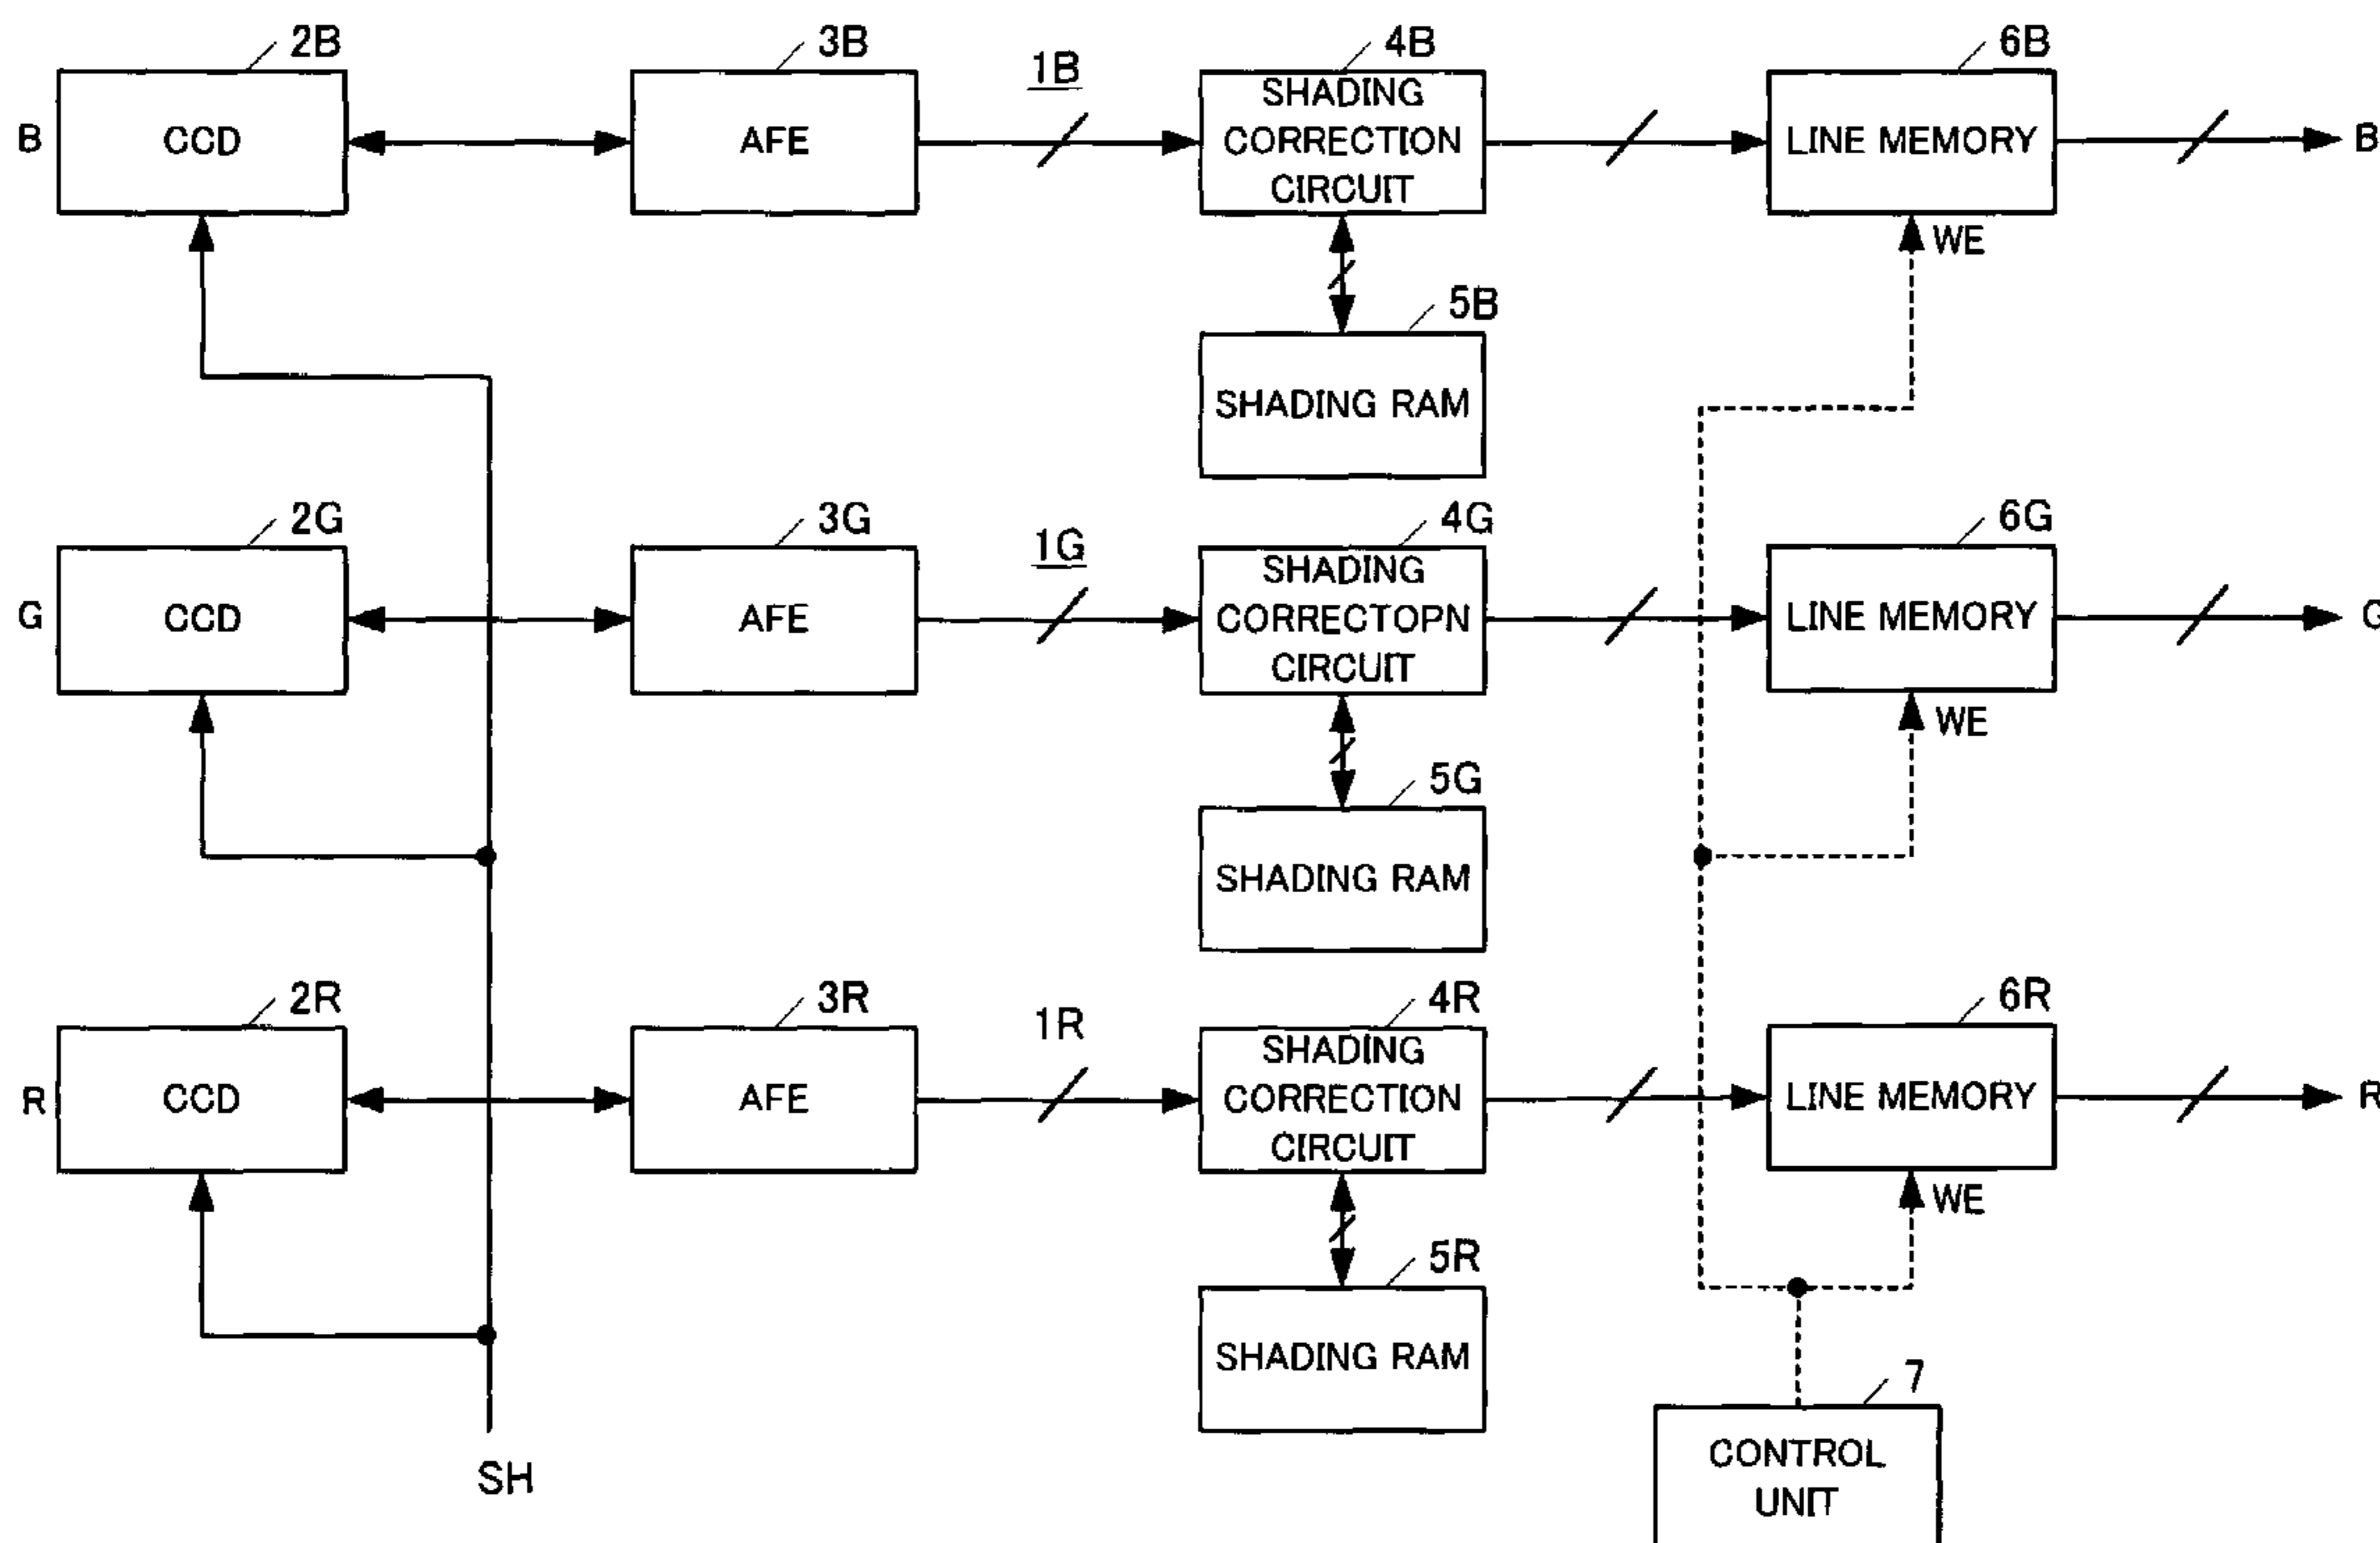 2B
3B
1B
4B
6B
B
CCD
AFE
SHADING
CORRECTION
CIRCUIT
LINE MEMORY
B
WE
5B
SHADING RAM
2G
3G
1G
4G
6G
G
CCD
AFE
SHADING
CORRECTOPN
CIRCUIT
LINE MEMORY
G
WE
5G
SHADING RAM
2R
3R
1R
4R
6R
R
CCD
AFE
SHADING
CORRECTION
CIRCUIT
LINE MEMORY
R
WE
5R
SHADING RAM
7
CONTROL
UNIT
SH